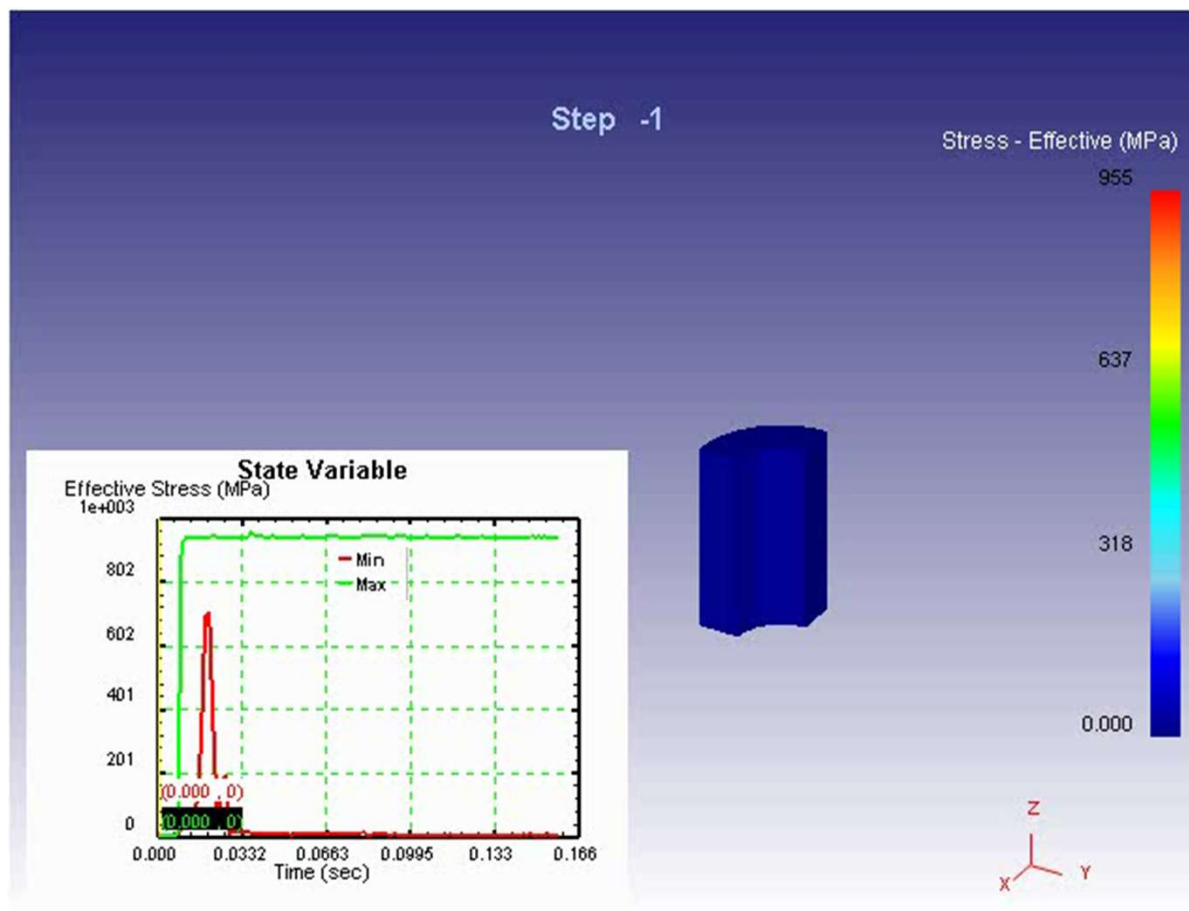 Step -1
Stress - Effective (MPa)
955
637
318
0.000
State Variable
Effective Stress (MPa)
1e+003
802
602
401
201
0
Min
Max
(0.000 , 0)
(0.000 , 0)
0.000 0.0332 0.0663 0.0995 0.133 0.166
Time (sec)
Z
X Y